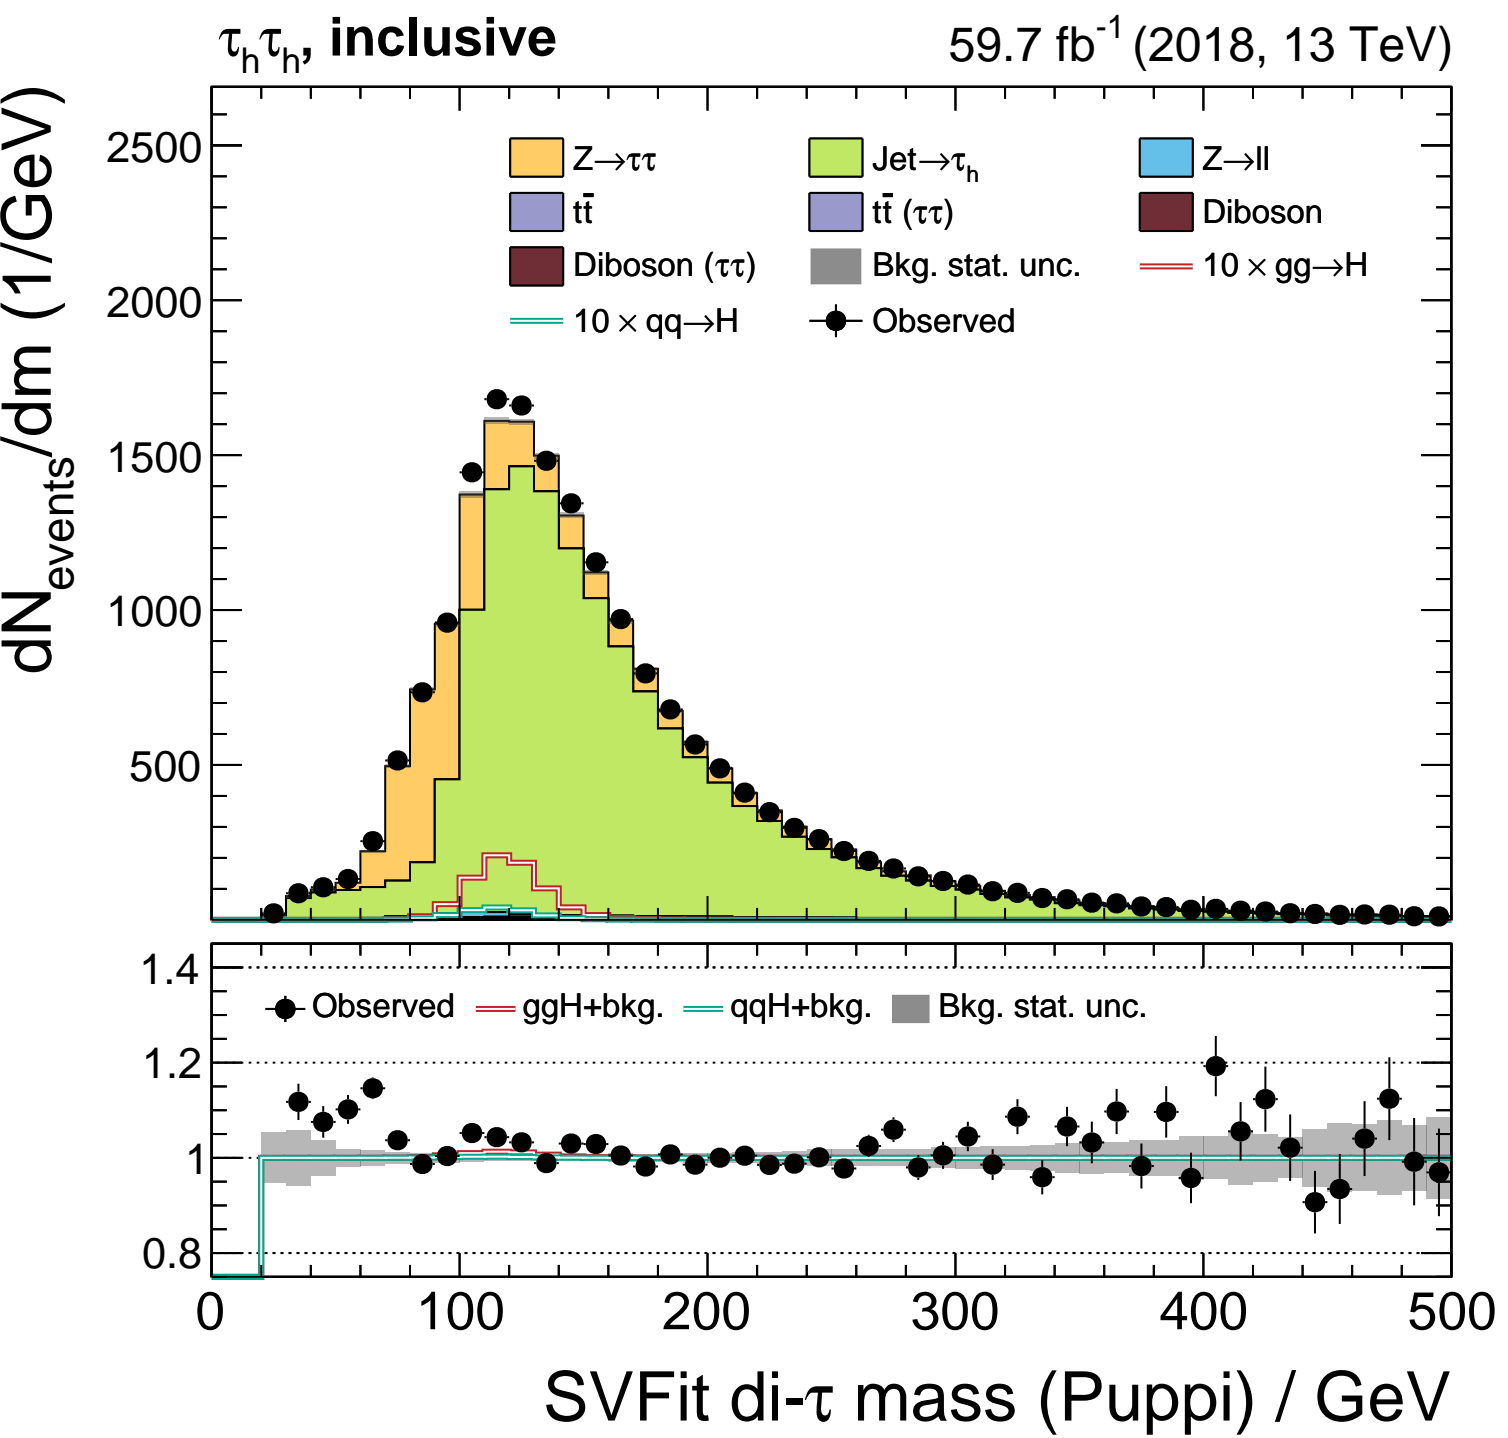 τhτh, inclusive 59.7 fb-1 (2018, 13 TeV)
dNevents/dm (1/GeV)
2500
2000
1500
1000
500
Z→ττ Jet→τh Z→ll
tt̄ tt̄ (ττ) Diboson
Diboson (ττ) Bkg. stat. unc. 10 × gg→H
10 × qq→H Observed
1.4
1.2
1
0.8
Observed ggH+bkg. qqH+bkg. Bkg. stat. unc.
0 100 200 300 400 500
SVFit di-τ mass (Puppi) / GeV